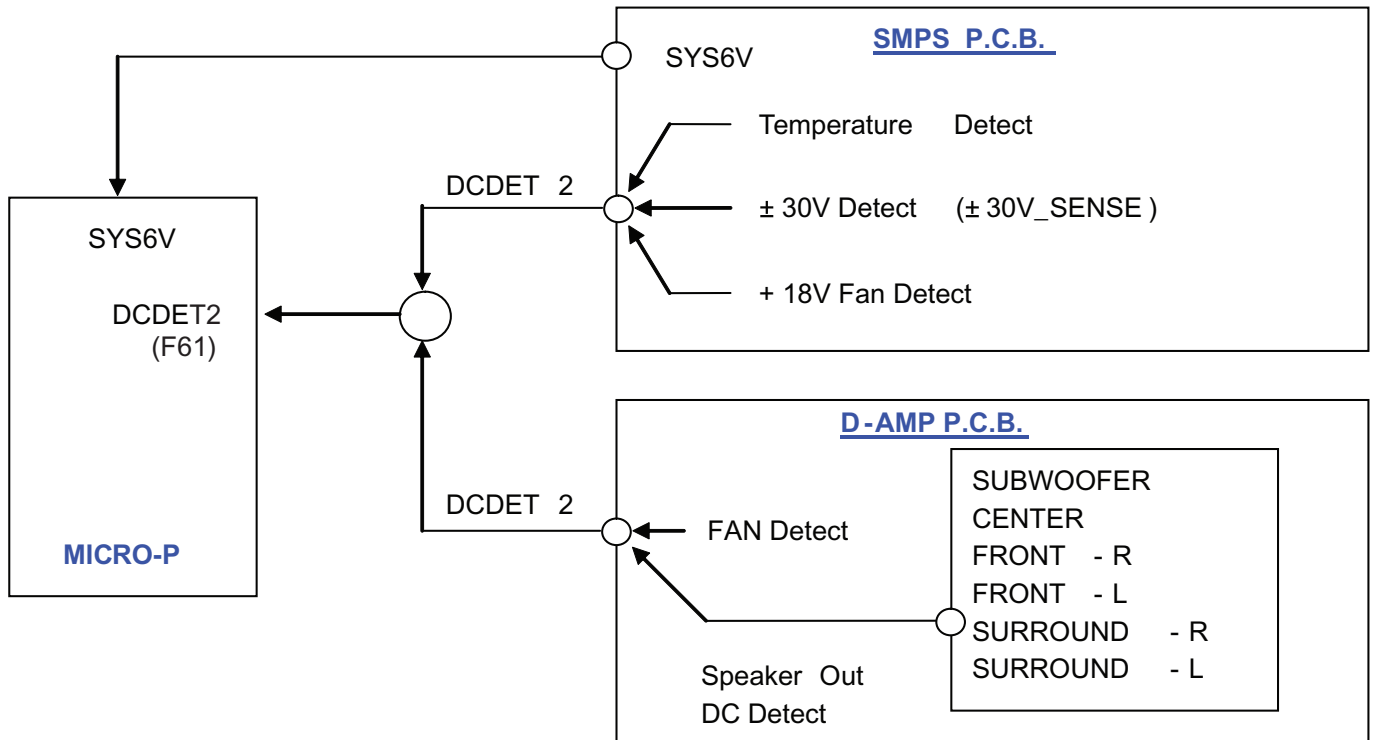 SMPS P.C.B.
SYS6V
Temperature Detect
DCDET 2
± 30V Detect (± 30V_SENSE )
+ 18V Fan Detect
SYS6V
DCDET2
(F61)
MICRO-P
D-AMP P.C.B.
DCDET 2
FAN Detect
Speaker Out
DC Detect
SUBWOOFER
CENTER
FRONT - R
FRONT - L
SURROUND - R
SURROUND - L